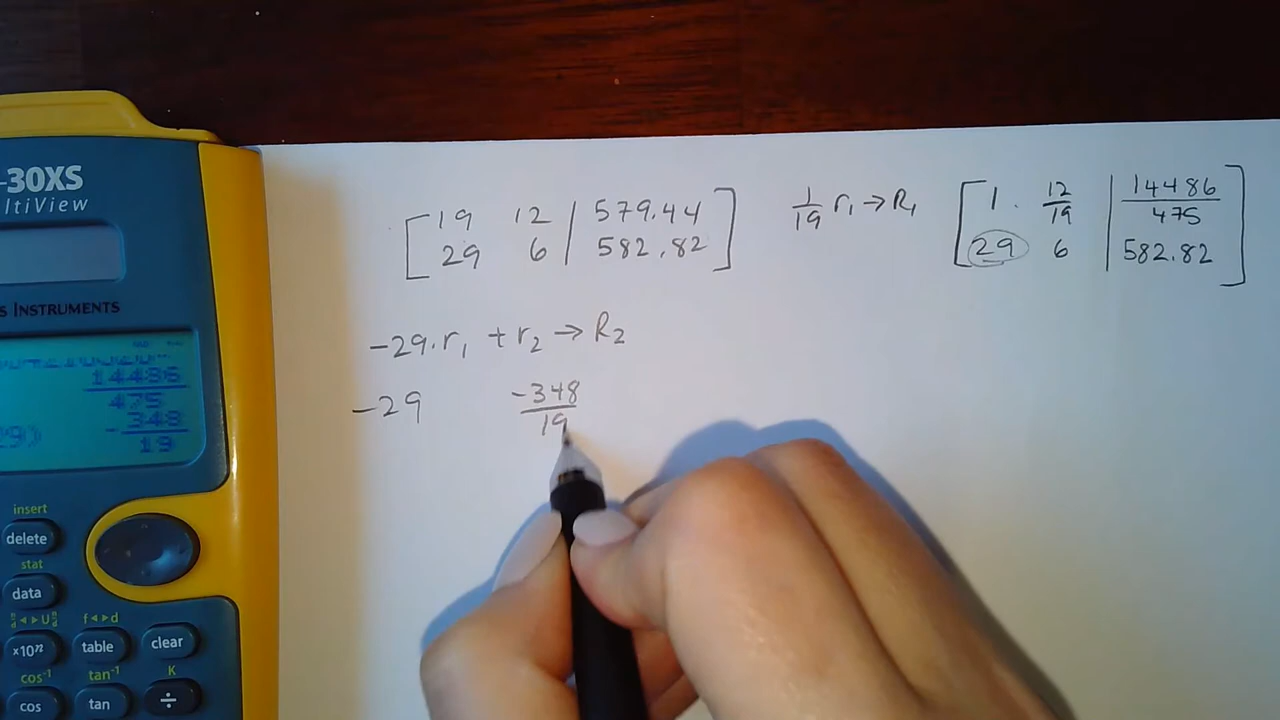 -30XS
ltiView
S INSTRUMENTS
14486
475
-348
19
29)
insert
delete
stat
data
table
clear
×10ⁿ
f◄►d
cos⁻¹
tan⁻¹
K
cos
tan
÷
[19 12 | 579.44]
[29 6 | 582.82]
1/19 r₁ → R₁
[1. 12/19 | 14486/475]
[29 6 | 582.82]
-29.r₁ + r₂ → R₂
-29 -348/19